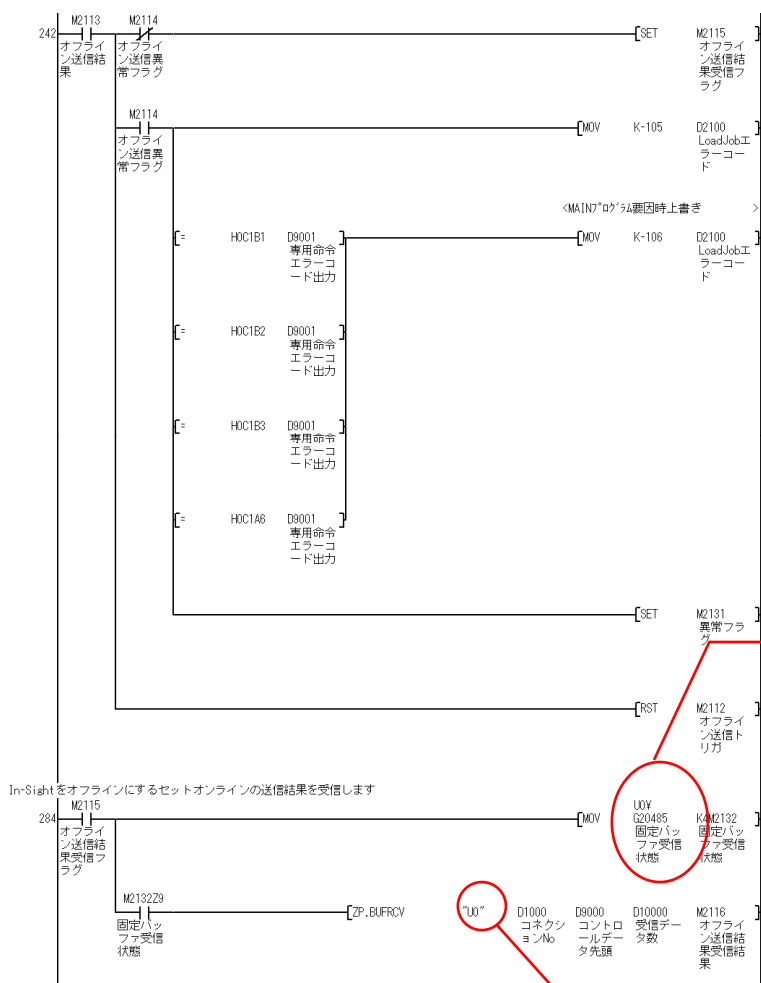 M2113 M2114
242 [SET M2115 ]
オフライン送信結果 オフライン送信異常フラグ オフライン送信結果受信フラグ
M2114
[MOV K-105 D2100 ]
オフライン送信異常フラグ LoadJobエラーコード
<MAINﾌﾟﾛｸﾞﾗﾑ要因時上書き >
[= H0C1B1 D9001 ] [MOV K-106 D2100 ]
専用命令エラーコード出力 LoadJobエラーコード
[= H0C1B2 D9001 ]
専用命令エラーコード出力
[= H0C1B3 D9001 ]
専用命令エラーコード出力
[= H0C1A6 D9001 ]
専用命令エラーコード出力
[SET M2131 ]
異常フラグ
[RST M2112 ]
オフライン送信トリガ
In-Sightをオフラインにするセットオンラインの送信結果を受信します
M2115 U0¥
284 [MOV G20485 K4M2132 ]
オフライン送信結果受信フラグ 固定バッファ受信状態 固定バッファ受信状態
M2132Z9
[ZP.BUFRCV "U0" D1000 D9000 D10000 M2116 ]
固定バッファ受信状態 コネクションNo コントロールデータ先頭 受信データ数 オフライン送信結果受信結果